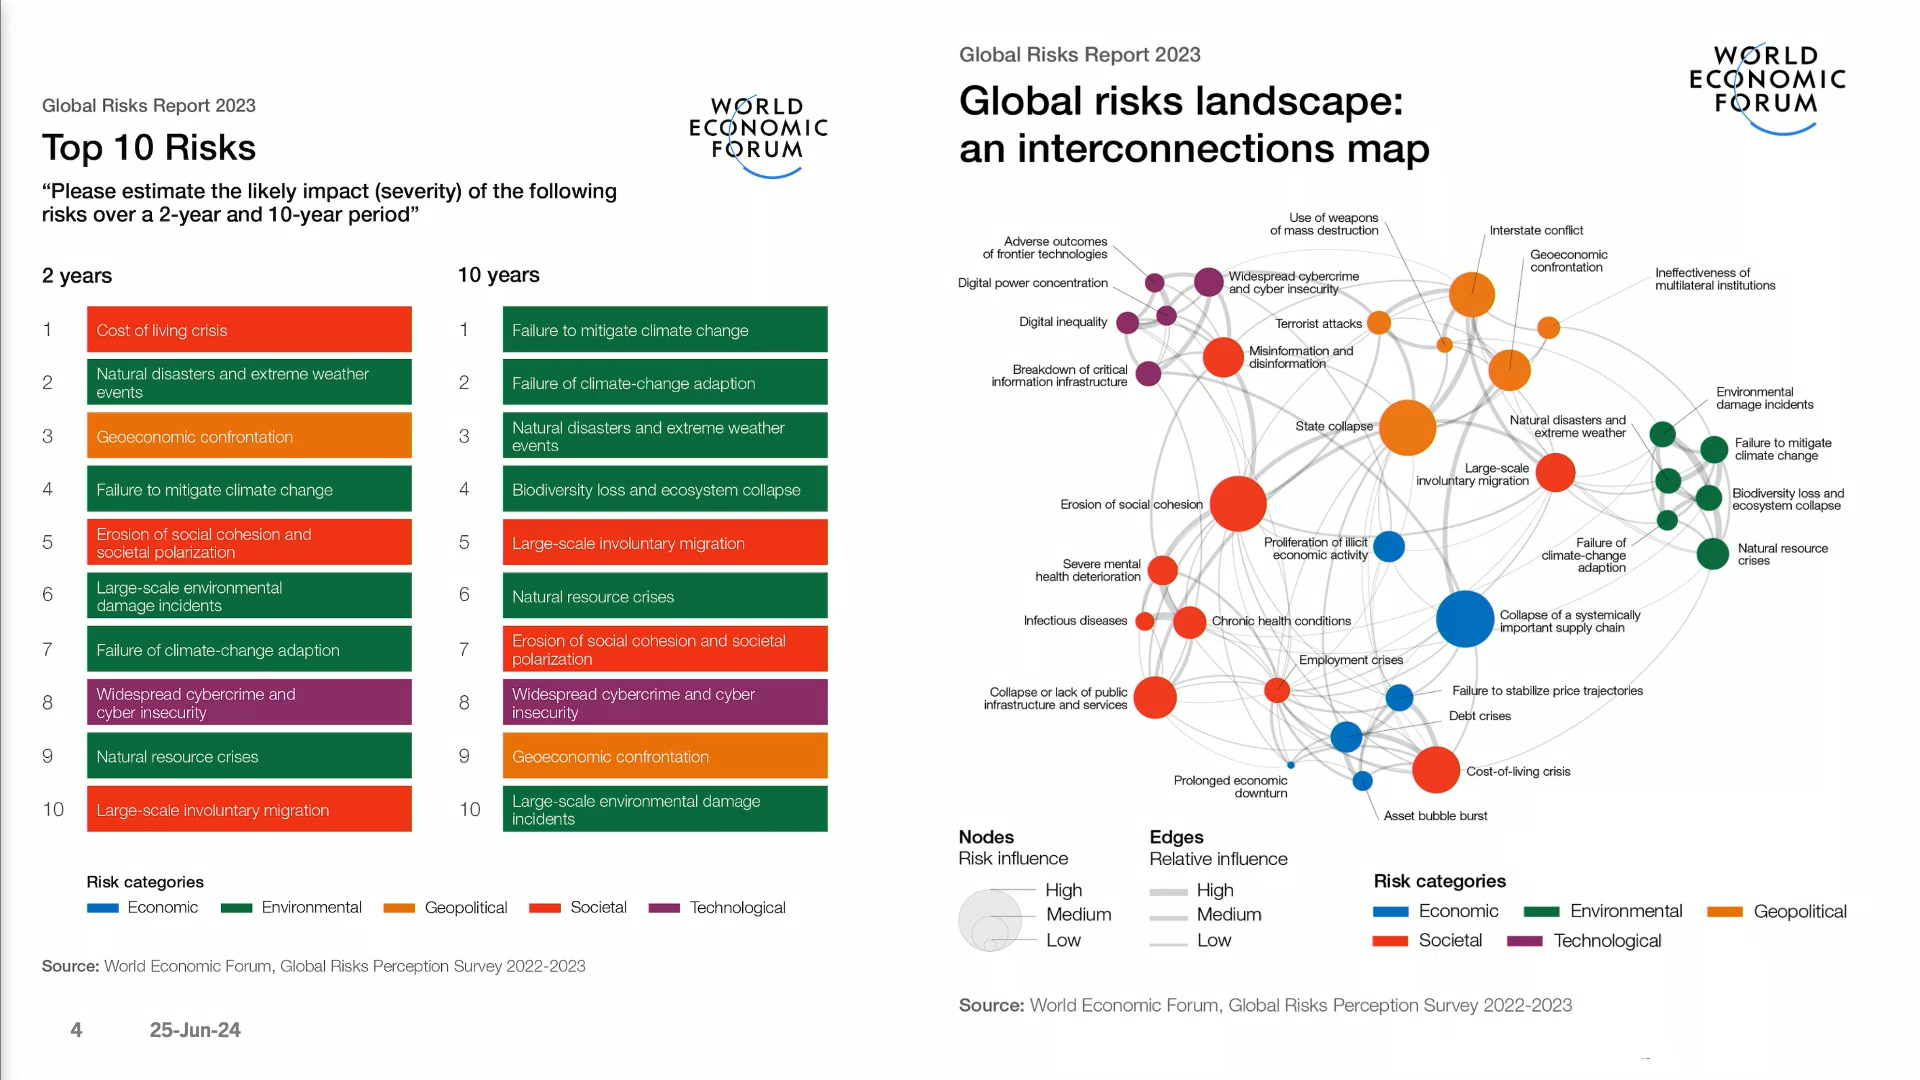 Global Risks Report 2023
Top 10 Risks
WORLD
ECONOMIC
FORUM
“Please estimate the likely impact (severity) of the following
risks over a 2-year and 10-year period”
2 years
1
Cost of living crisis
2
Natural disasters and extreme weather
events
3
Geoeconomic confrontation
4
Failure to mitigate climate change
5
Erosion of social cohesion and
societal polarization
6
Large-scale environmental
damage incidents
7
Failure of climate-change adaption
8
Widespread cybercrime and
cyber insecurity
9
Natural resource crises
10
Large-scale involuntary migration
10 years
1
Failure to mitigate climate change
2
Failure of climate-change adaption
3
Natural disasters and extreme weather
events
4
Biodiversity loss and ecosystem collapse
5
Large-scale involuntary migration
6
Natural resource crises
7
Erosion of social cohesion and societal
polarization
8
Widespread cybercrime and cyber
insecurity
9
Geoeconomic confrontation
10
Large-scale environmental damage
incidents
Risk categories
Economic Environmental Geopolitical Societal Technological
Source: World Economic Forum, Global Risks Perception Survey 2022-2023
4 25-Jun-24
Global Risks Report 2023
Global risks landscape:
an interconnections map
WORLD
ECONOMIC
FORUM
Use of weapons
of mass destruction
Interstate conflict
Adverse outcomes
of frontier technologies
Geoeconomic
confrontation
Ineffectiveness of
multilateral institutions
Digital power concentration
Widespread cybercrime
and cyber insecurity
Digital inequality
Terrorist attacks
Misinformation and
disinformation
Breakdown of critical
information infrastructure
Environmental
damage incidents
State collapse
Natural disasters and
extreme weather
Failure to mitigate
climate change
Large-scale
involuntary migration
Biodiversity loss and
ecosystem collapse
Erosion of social cohesion
Proliferation of illicit
economic activity
Failure of
climate-change
adaption
Natural resource
crises
Severe mental
health deterioration
Infectious diseases
Chronic health conditions
Collapse of a systemically
important supply chain
Employment crises
Collapse or lack of public
infrastructure and services
Failure to stabilize price trajectories
Debt crises
Prolonged economic
downturn
Cost-of-living crisis
Asset bubble burst
Nodes
Risk influence
High
Medium
Low
Edges
Relative influence
High
Medium
Low
Risk categories
Economic Environmental Geopolitical
Societal Technological
Source: World Economic Forum, Global Risks Perception Survey 2022-2023